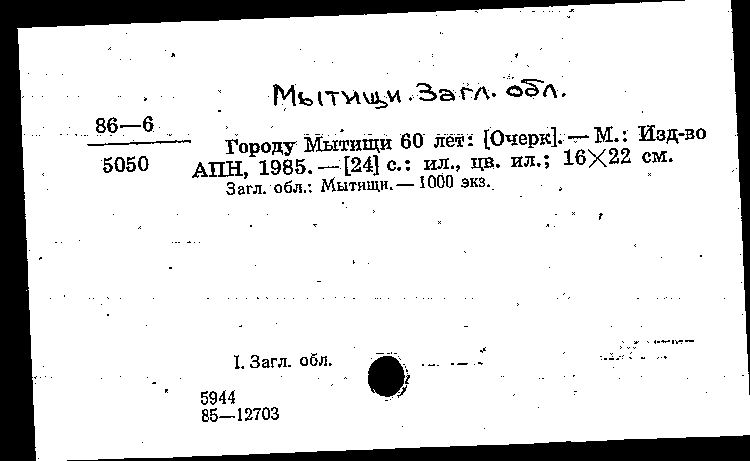 Мытищи. Загл. обл.
86—6
5050
Городу Мытищи 60 лет: [Очерк]. — М.: Изд-во
АПН, 1985. — [24] с.: ил., цв. ил.; 16×22 см.
Загл. обл.: Мытищи. — 1000 экз.
I. Загл. обл.
5944
85—12703